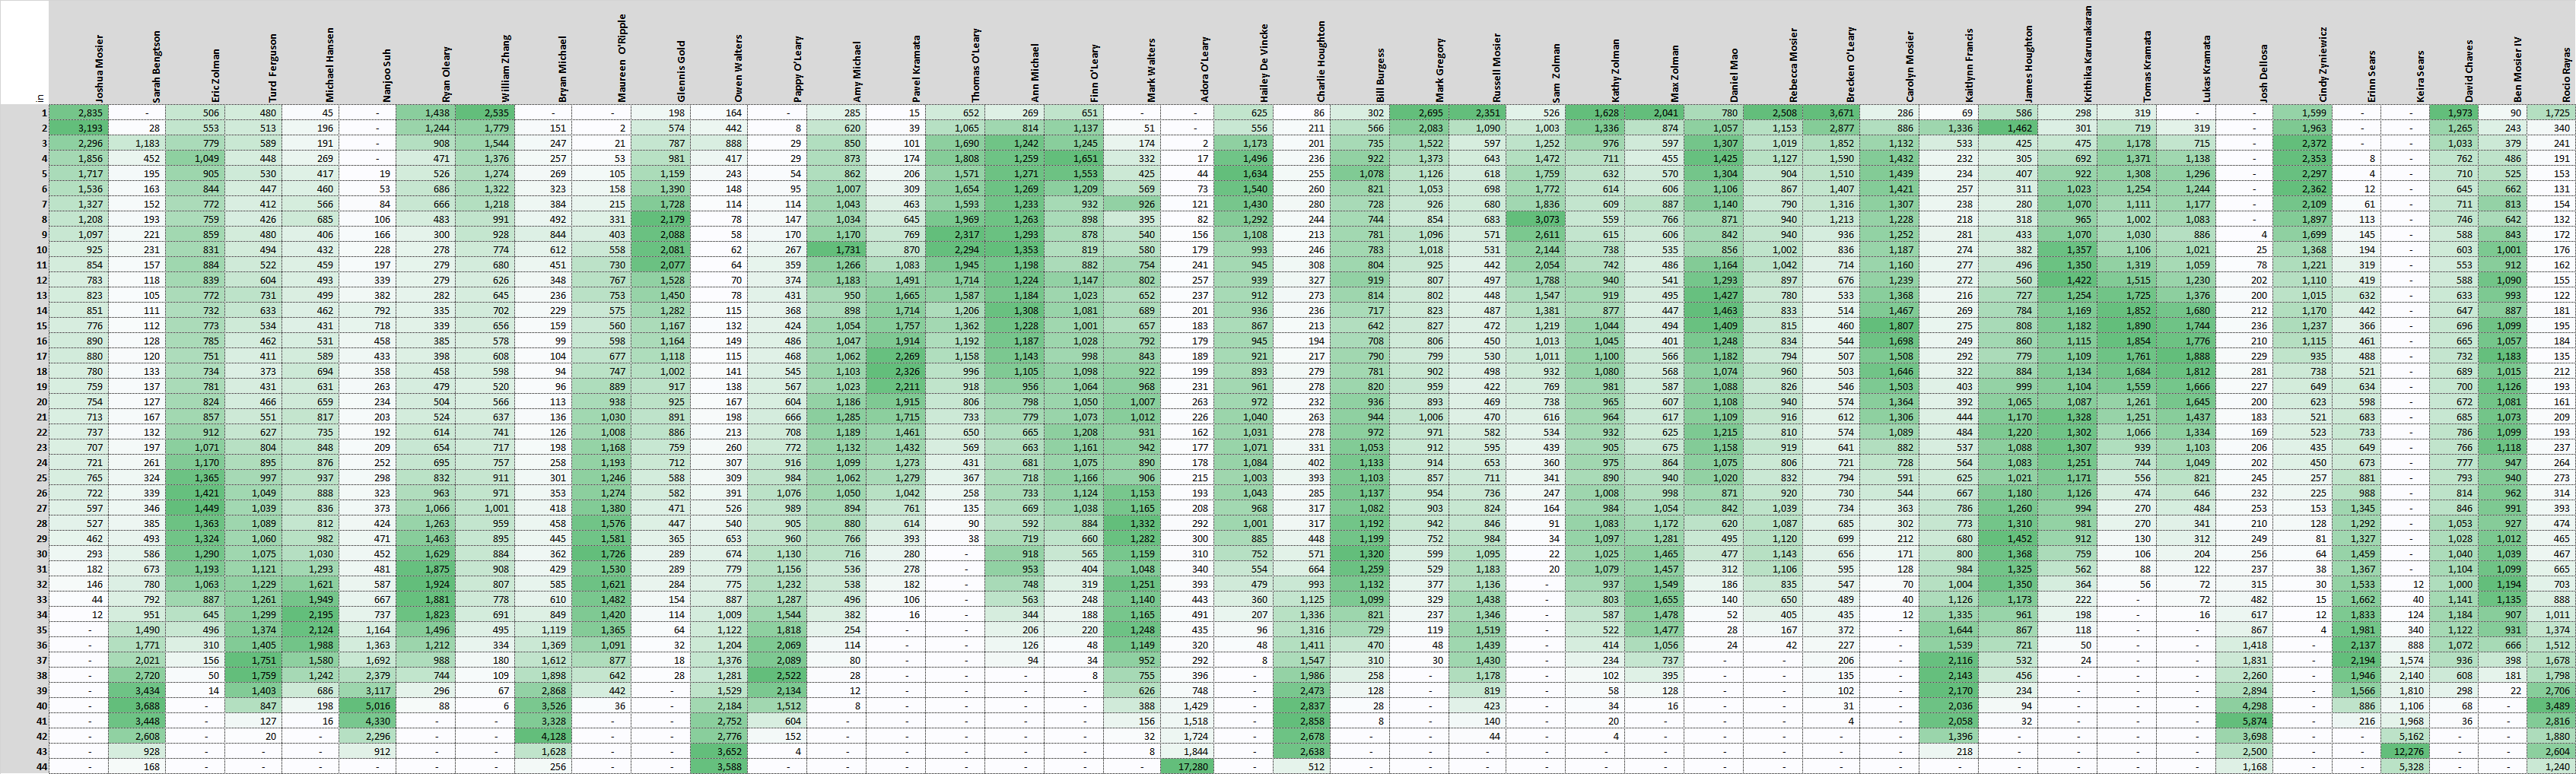 in Joshua Mosier Sarah Bengtson Eric Zolman Turd Ferguson Michael Hansen Nanjoo Suh Ryan Oleary William Zhang Bryan Michael Maureen O'Ripple Glennis Gold Owen Walters Pappy O'Leary Amy Michael Pavel Kramata Thomas O'Leary Ann Michael Finn O'Leary Mark Walters Adora O'Leary Hailey De Vincke Charlie Houghton Bill Burgess Mark Gregory Russell Mosier Sam Zolman Kathy Zolman Max Zolman Daniel Mao Rebecca Mosier Brecken O'Leary Carolyn Mosier Kaitlynn Francis James Houghton Krithika Karunakaran Tomas Kramata Lukas Kramata Josh Dellosa Cindy Zyniewicz Erinn Sears Keira Sears David Chaves Ben Mosier IV Rocio Rayas
1 2,835 - 506 480 45 - 1,438 2,535 - - 198 164 - 285 15 652 269 651 - - 625 86 302 2,695 2,351 526 1,628 2,041 780 2,508 3,671 286 69 586 298 319 - - 1,599 - - 1,973 90 1,725
2 3,193 28 553 513 196 - 1,244 1,779 151 2 574 442 8 620 39 1,065 814 1,137 51 - 556 211 566 2,083 1,090 1,003 1,336 874 1,057 1,153 2,877 886 1,336 1,462 301 719 319 - 1,963 - - 1,265 243 340
3 2,296 1,183 779 589 191 - 908 1,544 247 21 787 888 29 850 101 1,690 1,242 1,245 174 2 1,173 201 735 1,522 597 1,252 976 597 1,307 1,019 1,852 1,132 533 425 475 1,178 715 - 2,372 - - 1,033 379 241
4 1,856 452 1,049 448 269 - 471 1,376 257 53 981 417 29 873 174 1,808 1,259 1,651 332 17 1,496 236 922 1,373 643 1,472 711 455 1,425 1,127 1,590 1,432 232 305 692 1,371 1,138 - 2,353 8 - 762 486 191
5 1,717 195 905 530 417 19 526 1,274 269 105 1,159 243 54 862 206 1,571 1,271 1,553 425 44 1,634 255 1,078 1,126 618 1,759 632 570 1,304 904 1,510 1,439 234 407 922 1,308 1,296 - 2,297 4 - 710 525 153
6 1,536 163 844 447 460 53 686 1,322 323 158 1,390 148 95 1,007 309 1,654 1,269 1,209 569 73 1,540 260 821 1,053 698 1,772 614 606 1,106 867 1,407 1,421 257 311 1,023 1,254 1,244 - 2,362 12 - 645 662 131
7 1,327 152 772 412 566 84 666 1,218 384 215 1,728 114 114 1,043 463 1,593 1,233 932 926 121 1,430 280 728 926 680 1,836 609 887 1,140 790 1,316 1,307 238 280 1,070 1,111 1,177 - 2,109 61 - 711 813 154
8 1,208 193 759 426 685 106 483 991 492 331 2,179 78 147 1,034 645 1,969 1,263 898 395 82 1,292 244 744 854 683 3,073 559 766 871 940 1,213 1,228 218 318 965 1,002 1,083 - 1,897 113 - 746 642 132
9 1,097 221 859 480 406 166 300 928 844 403 2,088 58 170 1,170 769 2,317 1,293 878 540 156 1,108 213 781 1,096 571 2,611 615 606 842 940 936 1,252 281 433 1,070 1,030 886 4 1,699 145 - 588 843 172
10 925 231 831 494 432 228 278 774 612 558 2,081 62 267 1,731 870 2,294 1,353 819 580 179 993 246 783 1,018 531 2,144 738 535 856 1,002 836 1,187 274 382 1,357 1,106 1,021 25 1,368 194 - 603 1,001 176
11 854 157 884 522 459 197 279 680 451 730 2,077 64 359 1,266 1,083 1,945 1,198 882 754 241 945 308 804 925 442 2,054 742 486 1,164 1,042 714 1,160 277 496 1,350 1,319 1,059 78 1,221 319 - 553 912 162
12 783 118 839 604 493 339 279 626 348 767 1,528 70 374 1,183 1,491 1,714 1,224 1,147 802 257 939 327 919 807 497 1,788 940 541 1,293 897 676 1,239 272 560 1,422 1,515 1,230 202 1,110 419 - 588 1,090 155
13 823 105 772 731 499 382 282 645 236 753 1,450 78 431 950 1,665 1,587 1,184 1,023 652 237 912 273 814 802 448 1,547 919 495 1,427 780 533 1,368 216 727 1,254 1,725 1,376 200 1,015 632 - 633 993 122
14 851 111 732 633 462 792 335 702 229 575 1,282 115 368 898 1,714 1,206 1,308 1,081 689 201 936 236 717 823 487 1,381 877 447 1,463 833 514 1,467 269 784 1,169 1,852 1,680 212 1,170 442 - 647 887 181
15 776 112 773 534 431 718 339 656 159 560 1,167 132 424 1,054 1,757 1,362 1,228 1,001 657 183 867 213 642 827 472 1,219 1,044 494 1,409 815 460 1,807 275 808 1,182 1,890 1,744 236 1,237 366 - 696 1,099 195
16 890 128 785 462 531 458 385 578 99 598 1,164 149 486 1,047 1,914 1,192 1,187 1,028 792 179 945 194 708 806 450 1,013 1,045 401 1,248 834 544 1,698 249 860 1,115 1,854 1,776 210 1,115 461 - 665 1,057 184
17 880 120 751 411 589 433 398 608 104 677 1,118 115 468 1,062 2,269 1,158 1,143 998 843 189 921 217 790 799 530 1,011 1,100 566 1,182 794 507 1,508 292 779 1,109 1,761 1,888 229 935 488 - 732 1,183 135
18 780 133 734 373 694 358 458 598 94 747 1,002 141 545 1,103 2,326 996 1,105 1,098 922 199 893 279 781 902 498 932 1,080 568 1,074 960 503 1,646 322 884 1,134 1,684 1,812 281 738 521 - 689 1,015 212
19 759 137 781 431 631 263 479 520 96 889 917 138 567 1,023 2,211 918 956 1,064 968 231 961 278 820 959 422 769 981 587 1,088 826 546 1,503 403 999 1,104 1,559 1,666 227 649 634 - 700 1,126 193
20 754 127 824 466 659 234 504 566 113 938 925 167 604 1,186 1,915 806 798 1,050 1,007 263 972 232 936 893 469 738 965 607 1,108 940 574 1,364 392 1,065 1,087 1,261 1,645 200 623 598 - 672 1,081 161
21 713 167 857 551 817 203 524 637 136 1,030 891 198 666 1,285 1,715 733 779 1,073 1,012 226 1,040 263 944 1,006 470 616 964 617 1,109 916 612 1,306 444 1,170 1,328 1,251 1,437 183 521 683 - 685 1,073 209
22 737 132 912 627 735 192 614 741 126 1,008 886 213 708 1,189 1,461 650 665 1,208 931 162 1,031 278 972 971 582 534 932 625 1,215 810 574 1,089 484 1,220 1,302 1,066 1,334 169 523 733 - 786 1,099 193
23 707 197 1,071 804 848 209 654 717 198 1,168 759 260 772 1,132 1,432 569 663 1,161 942 177 1,071 331 1,053 912 595 439 905 675 1,158 919 641 882 537 1,088 1,307 939 1,103 206 435 649 - 766 1,118 237
24 721 261 1,170 895 876 252 695 757 258 1,193 712 307 916 1,099 1,273 431 681 1,075 890 178 1,084 402 1,133 914 653 360 975 864 1,075 806 721 728 564 1,083 1,251 744 1,049 202 450 673 - 777 947 264
25 765 324 1,365 997 937 298 832 911 301 1,246 588 309 984 1,062 1,279 367 718 1,166 906 215 1,003 393 1,103 857 711 341 890 940 1,020 832 794 591 625 1,021 1,171 556 821 245 257 881 - 793 940 273
26 722 339 1,421 1,049 888 323 963 971 353 1,274 582 391 1,076 1,050 1,042 258 733 1,124 1,153 193 1,043 285 1,137 954 736 247 1,008 998 871 920 730 544 667 1,180 1,126 474 646 232 225 988 - 814 962 314
27 597 346 1,449 1,039 836 373 1,066 1,001 418 1,380 471 526 989 894 761 135 669 1,038 1,165 208 968 317 1,082 903 824 164 984 1,054 842 1,039 734 363 786 1,260 994 270 484 253 153 1,345 - 846 991 393
28 527 385 1,363 1,089 812 424 1,263 959 458 1,576 447 540 905 880 614 90 592 884 1,332 292 1,001 317 1,192 942 846 91 1,083 1,172 620 1,087 685 302 773 1,310 981 270 341 210 128 1,292 - 1,053 927 474
29 462 493 1,324 1,060 982 471 1,463 895 445 1,581 365 653 960 766 393 38 719 660 1,282 300 885 448 1,199 752 984 34 1,097 1,281 495 1,120 699 212 680 1,452 912 130 312 249 81 1,327 - 1,028 1,012 465
30 293 586 1,290 1,075 1,030 452 1,629 884 362 1,726 289 674 1,130 716 280 - 918 565 1,159 310 752 571 1,320 599 1,095 22 1,025 1,465 477 1,143 656 171 800 1,368 759 106 204 256 64 1,459 - 1,040 1,039 467
31 182 673 1,193 1,121 1,293 481 1,875 908 429 1,530 289 779 1,156 536 278 - 953 404 1,048 340 554 664 1,259 529 1,183 20 1,079 1,457 312 1,106 595 128 984 1,325 562 88 122 237 38 1,367 - 1,104 1,099 665
32 146 780 1,063 1,229 1,621 587 1,924 807 585 1,621 284 775 1,232 538 182 - 748 319 1,251 393 479 993 1,132 377 1,136 - 937 1,549 186 835 547 70 1,004 1,350 364 56 72 315 30 1,533 12 1,000 1,194 703
33 44 792 887 1,261 1,949 667 1,881 778 610 1,482 154 887 1,287 496 106 - 563 248 1,140 443 360 1,125 1,099 329 1,438 - 803 1,655 140 650 489 40 1,126 1,173 222 - 72 482 15 1,662 40 1,141 1,135 888
34 12 951 645 1,299 2,195 737 1,823 691 849 1,420 114 1,009 1,544 382 16 - 344 188 1,165 491 207 1,336 821 237 1,346 - 587 1,478 52 405 435 12 1,335 961 198 - 16 617 12 1,833 124 1,184 907 1,011
35 - 1,490 496 1,374 2,124 1,164 1,496 495 1,119 1,365 64 1,122 1,818 254 - - 206 220 1,248 435 96 1,316 729 119 1,519 - 522 1,477 28 167 372 - 1,644 867 118 - - 867 4 1,981 340 1,122 931 1,374
36 - 1,771 310 1,405 1,988 1,363 1,212 334 1,369 1,091 32 1,204 2,069 114 - - 126 48 1,149 320 48 1,411 470 48 1,439 - 414 1,056 24 42 227 - 1,539 721 50 - - 1,418 - 2,137 888 1,072 666 1,512
37 - 2,021 156 1,751 1,580 1,692 988 180 1,612 877 18 1,376 2,089 80 - - 94 34 952 292 8 1,547 310 30 1,430 - 234 737 - - 206 - 2,116 532 24 - - 1,831 - 2,194 1,574 936 398 1,678
38 - 2,720 50 1,759 1,242 2,379 744 109 1,898 642 28 1,281 2,522 28 - - - 8 755 396 - 1,986 258 - 1,178 - 102 395 - - 135 - 2,143 456 - - - 2,260 - 1,946 2,140 608 181 1,798
39 - 3,434 14 1,403 686 3,117 296 67 2,868 442 - 1,529 2,134 12 - - - - 626 748 - 2,473 128 - 819 - 58 128 - - 102 - 2,170 234 - - - 2,894 - 1,566 1,810 298 22 2,706
40 - 3,688 - 847 198 5,016 88 6 3,526 36 - 2,184 1,512 8 - - - - 388 1,429 - 2,837 28 - 423 - 34 16 - - 31 - 2,036 94 - - - 4,298 - 886 1,106 68 - 3,489
41 - 3,448 - 127 16 4,330 - - 3,328 - - 2,752 604 - - - - - 156 1,518 - 2,858 8 - 140 - 20 - - - 4 - 2,058 32 - - - 5,874 - 216 1,968 36 - 2,816
42 - 2,608 - 20 - 2,296 - - 4,128 - - 2,776 152 - - - - - 32 1,724 - 2,678 - - 44 - 4 - - - - - 1,396 - - - - 3,698 - - 5,162 - - 1,880
43 - 928 - - - 912 - - 1,628 - - 3,652 4 - - - - - 8 1,844 - 2,638 - - - - - - - - - - 218 - - - - 2,500 - - 12,276 - - 2,604
44 - 168 - - - - - - 256 - - 3,588 - - - - - - - 17,280 - 512 - - - - - - - - - - - - - - - 1,168 - - 5,328 - - 1,240